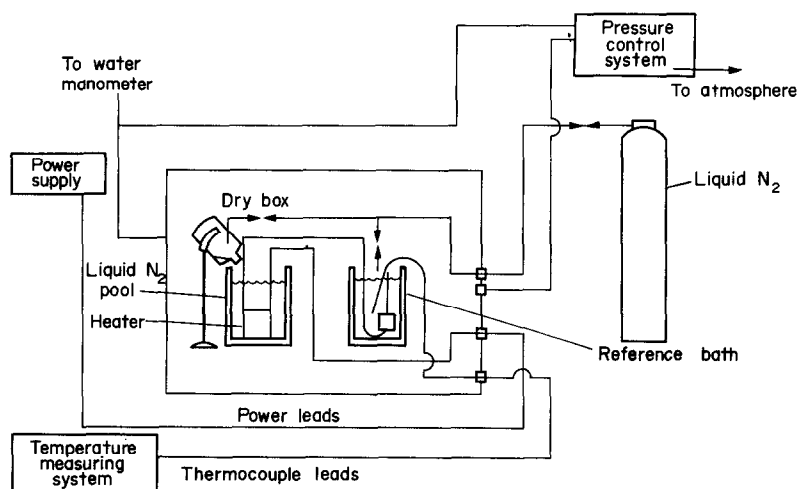 Pressure
control
system
To water
manometer
To atmosphere
Power
supply
Dry box
Liquid N2
Liquid N2
pool
Heater
Reference bath
Power leads
Temperature
measuring
system
Thermocouple leads